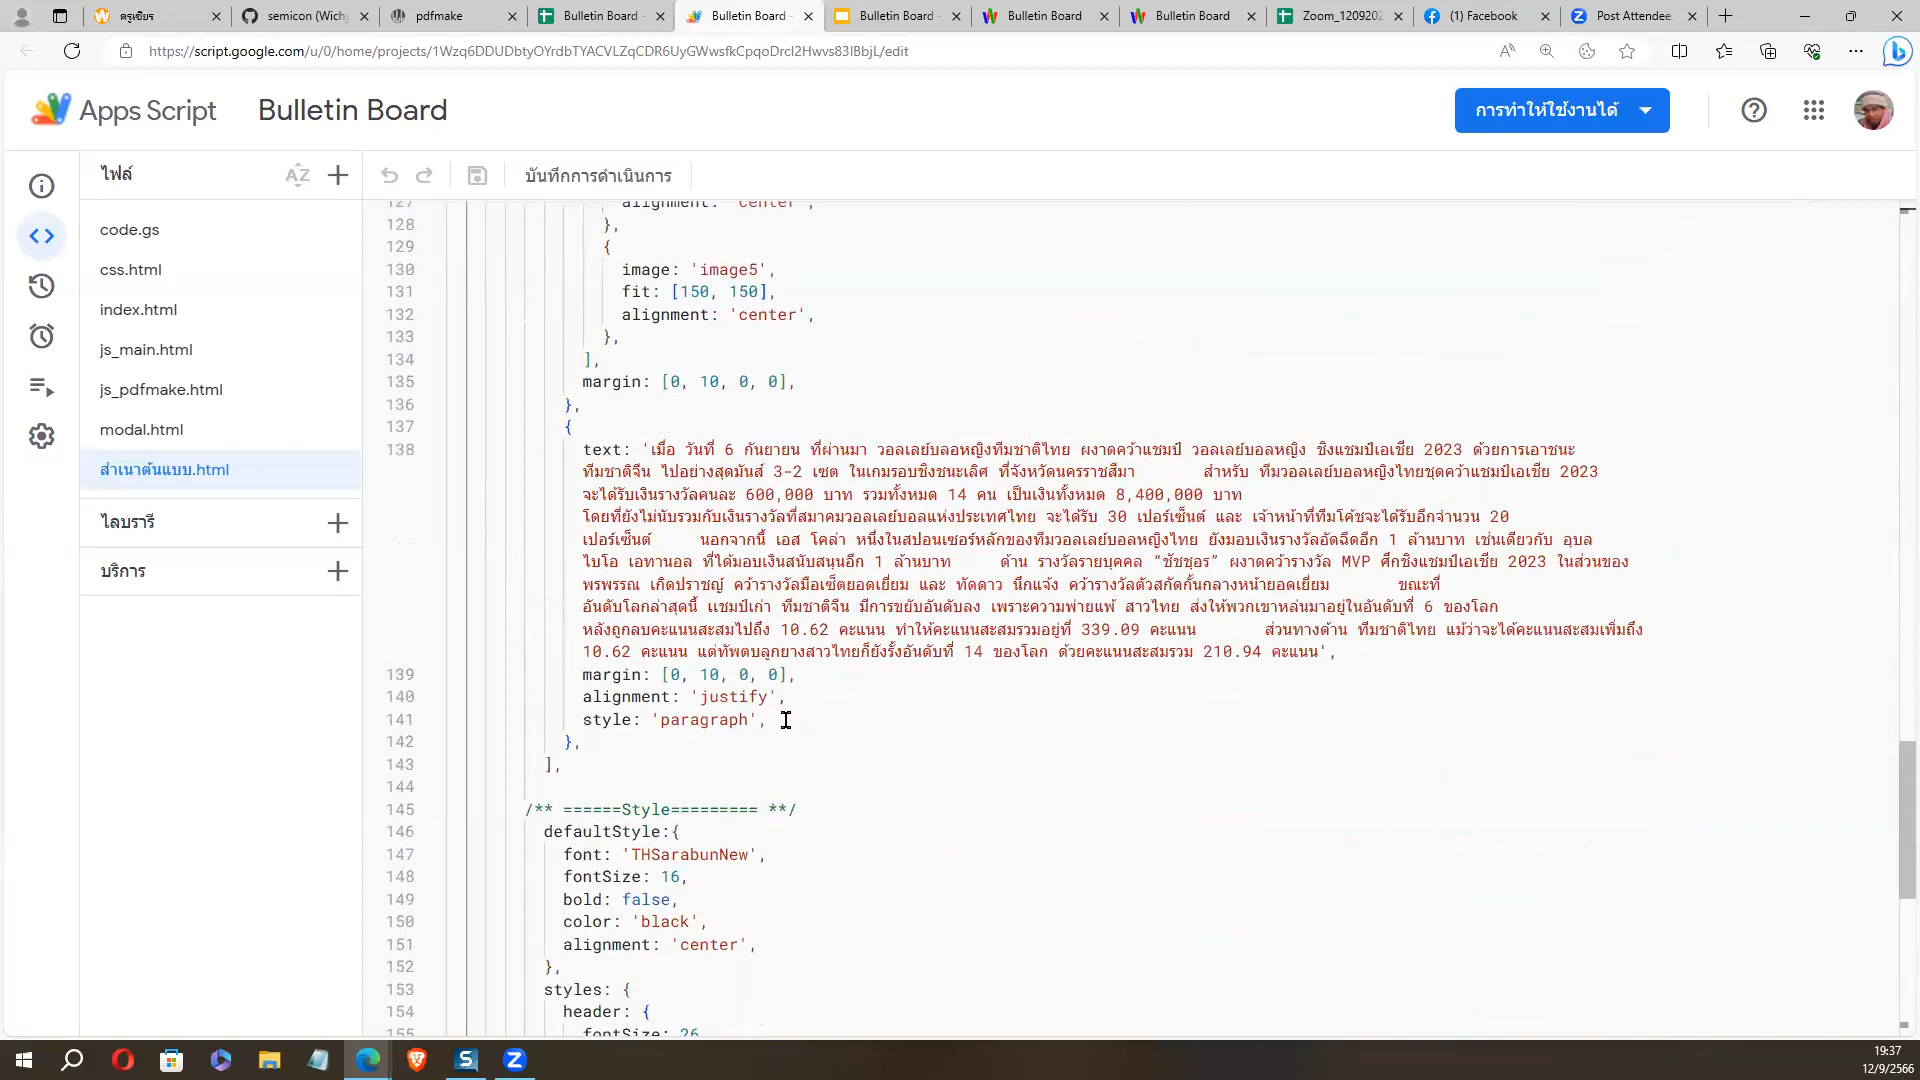 ครูเขียร
semicon (Wichy
pdfmake
Bulletin Board -
Bulletin Board -
Bulletin Board -
Bulletin Board
Bulletin Board
Zoom_1209202
(1) Facebook
Post Attendee -
https://script.google.com/u/0/home/projects/1Wzq6DDUDbtyOYrdbTYACVLZqCDR6UyGWwsfkCpqoDrcl2Hwvs83lBbjL/edit
Apps Script
Bulletin Board
การทำให้ใช้งานได้
ไฟล์
AZ
บันทึกการดำเนินการ
code.gs
css.html
index.html
js_main.html
js_pdfmake.html
modal.html
สำเนาต้นแบบ.html
ไลบรารี
บริการ
127 alignment: 'center',
128 },
129 {
130 image: 'image5',
131 fit: [150, 150],
132 alignment: 'center',
133 },
134 ],
135 margin: [0, 10, 0, 0],
136 },
137 {
138 text: 'เมื่อ วันที่ 6 กันยายน ที่ผ่านมา วอลเลย์บลอหญิงทีมชาติไทย ผงาดคว้าแชมป์ วอลเลย์บอลหญิง ชิงแชมป์เอเชีย 2023 ด้วยการเอาชนะ
ทีมชาติจีน ไปอย่างสุดมันส์ 3-2 เซต ในเกมรอบชิงชนะเลิศ ที่จังหวัดนครราชสีมา สำหรับ ทีมวอลเลย์บอลหญิงไทยชุดคว้าแชมป์เอเชีย 2023
จะได้รับเงินรางวัลคนละ 600,000 บาท รวมทั้งหมด 14 คน เป็นเงินทั้งหมด 8,400,000 บาท
โดยที่ยังไม่นับรวมกับเงินรางวัลที่สมาคมวอลเลย์บอลแห่งประเทศไทย จะได้รับ 30 เปอร์เซ็นต์ และ เจ้าหน้าที่ทีมโค้ชจะได้รับอีกจำนวน 20
เปอร์เซ็นต์ นอกจากนี้ เอส โคล่า หนึ่งในสปอนเซอร์หลักของทีมวอลเลย์บอลหญิงไทย ยังมอบเงินรางวัลอัดฉีดอีก 1 ล้านบาท เช่นเดียวกับ อุบล
ไบโอ เอทานอล ที่ได้มอบเงินสนับสนุนอีก 1 ล้านบาท ด้าน รางวัลรายบุคคล “ชัชชุอร” ผงาดคว้ารางวัล MVP ศึกชิงแชมป์เอเชีย 2023 ในส่วนของ
พรพรรณ เกิดปราชญ์ คว้ารางวัลมือเซ็ตยอดเยี่ยม และ ทัดดาว นึกแจ้ง คว้ารางวัลตัวสกัดกั้นกลางหน้ายอดเยี่ยม ขณะที่
อันดับโลกล่าสุดนี้ แชมป์เก่า ทีมชาติจีน มีการขยับอันดับลง เพราะความพ่ายแพ้ สาวไทย ส่งให้พวกเขาหล่นมาอยู่ในอันดับที่ 6 ของโลก
หลังถูกลบคะแนนสะสมไปถึง 10.62 คะแนน ทำให้คะแนนสะสมรวมอยู่ที่ 339.09 คะแนน ส่วนทางด้าน ทีมชาติไทย แม้ว่าจะได้คะแนนสะสมเพิ่มถึง
10.62 คะแนน แต่ทัพตบลูกยางสาวไทยก็ยังรั้งอันดับที่ 14 ของโลก ด้วยคะแนนสะสมรวม 210.94 คะแนน',
139 margin: [0, 10, 0, 0],
140 alignment: 'justify',
141 style: 'paragraph',
142 },
143 ],
144
145 /** ======Style========= **/
146 defaultStyle:{
147 font: 'THSarabunNew',
148 fontSize: 16,
149 bold: false,
150 color: 'black',
151 alignment: 'center',
152 },
153 styles: {
154 header: {
155 fontSize: 26
19:37
12/9/2566